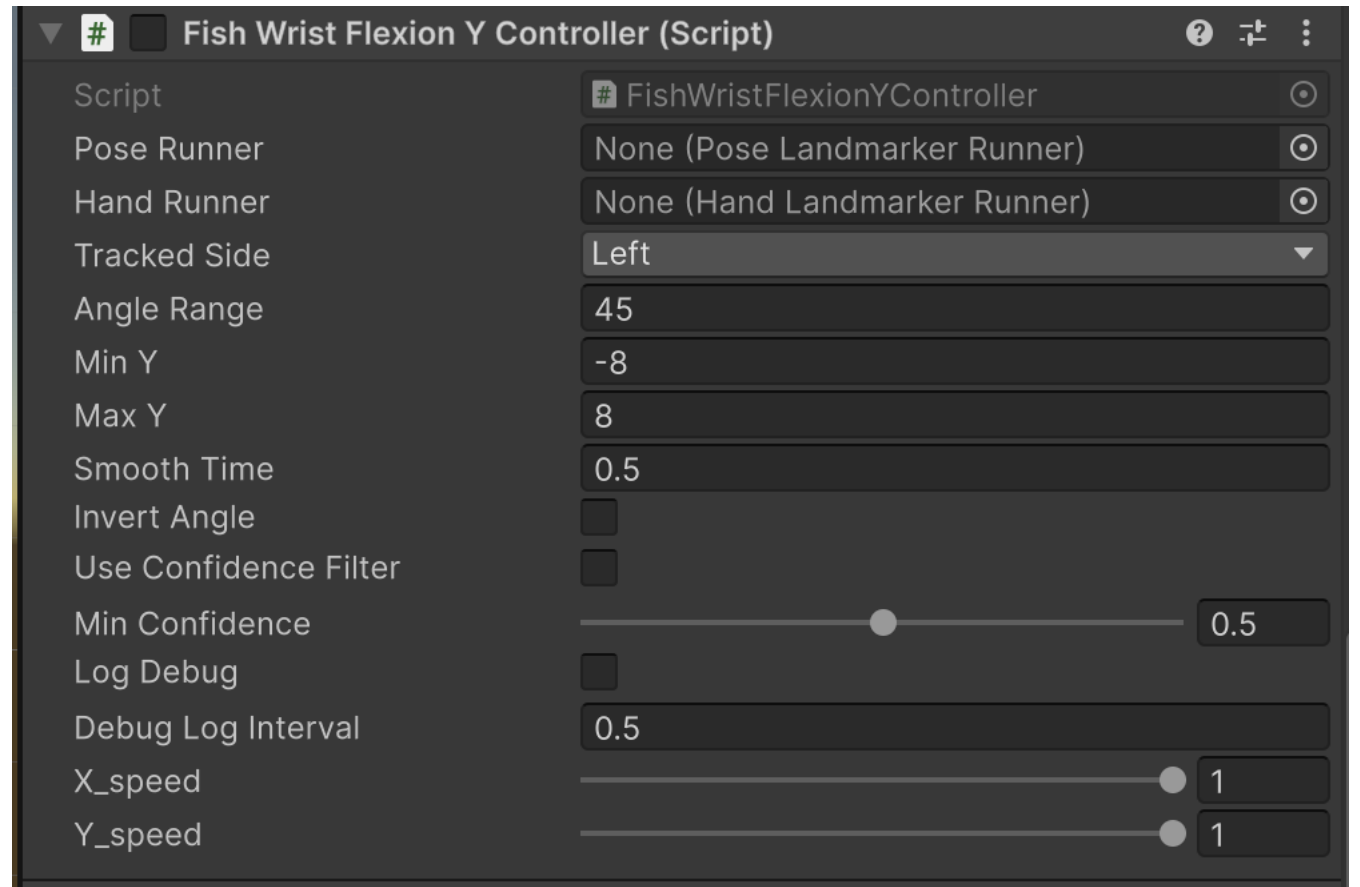 # Fish Wrist Flexion Y Controller (Script)
Script # FishWristFlexionYController
Pose Runner None (Pose Landmarker Runner)
Hand Runner None (Hand Landmarker Runner)
Tracked Side Left
Angle Range 45
Min Y -8
Max Y 8
Smooth Time 0.5
Invert Angle
Use Confidence Filter
Min Confidence 0.5
Log Debug
Debug Log Interval 0.5
X_speed 1
Y_speed 1